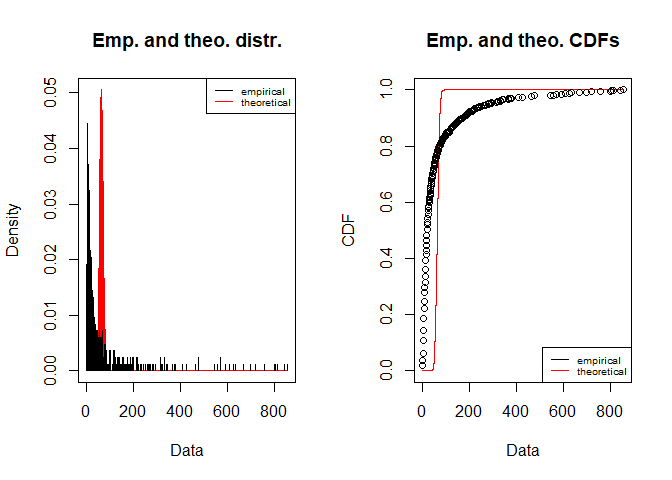 Emp. and theo. distr.
empirical
theoretical
Density
0.00 0.01 0.02 0.03 0.04 0.05
0 200 400 600 800
Data
Emp. and theo. CDFs
CDF
0.0 0.2 0.4 0.6 0.8 1.0
empirical
theoretical
0 200 400 600 800
Data